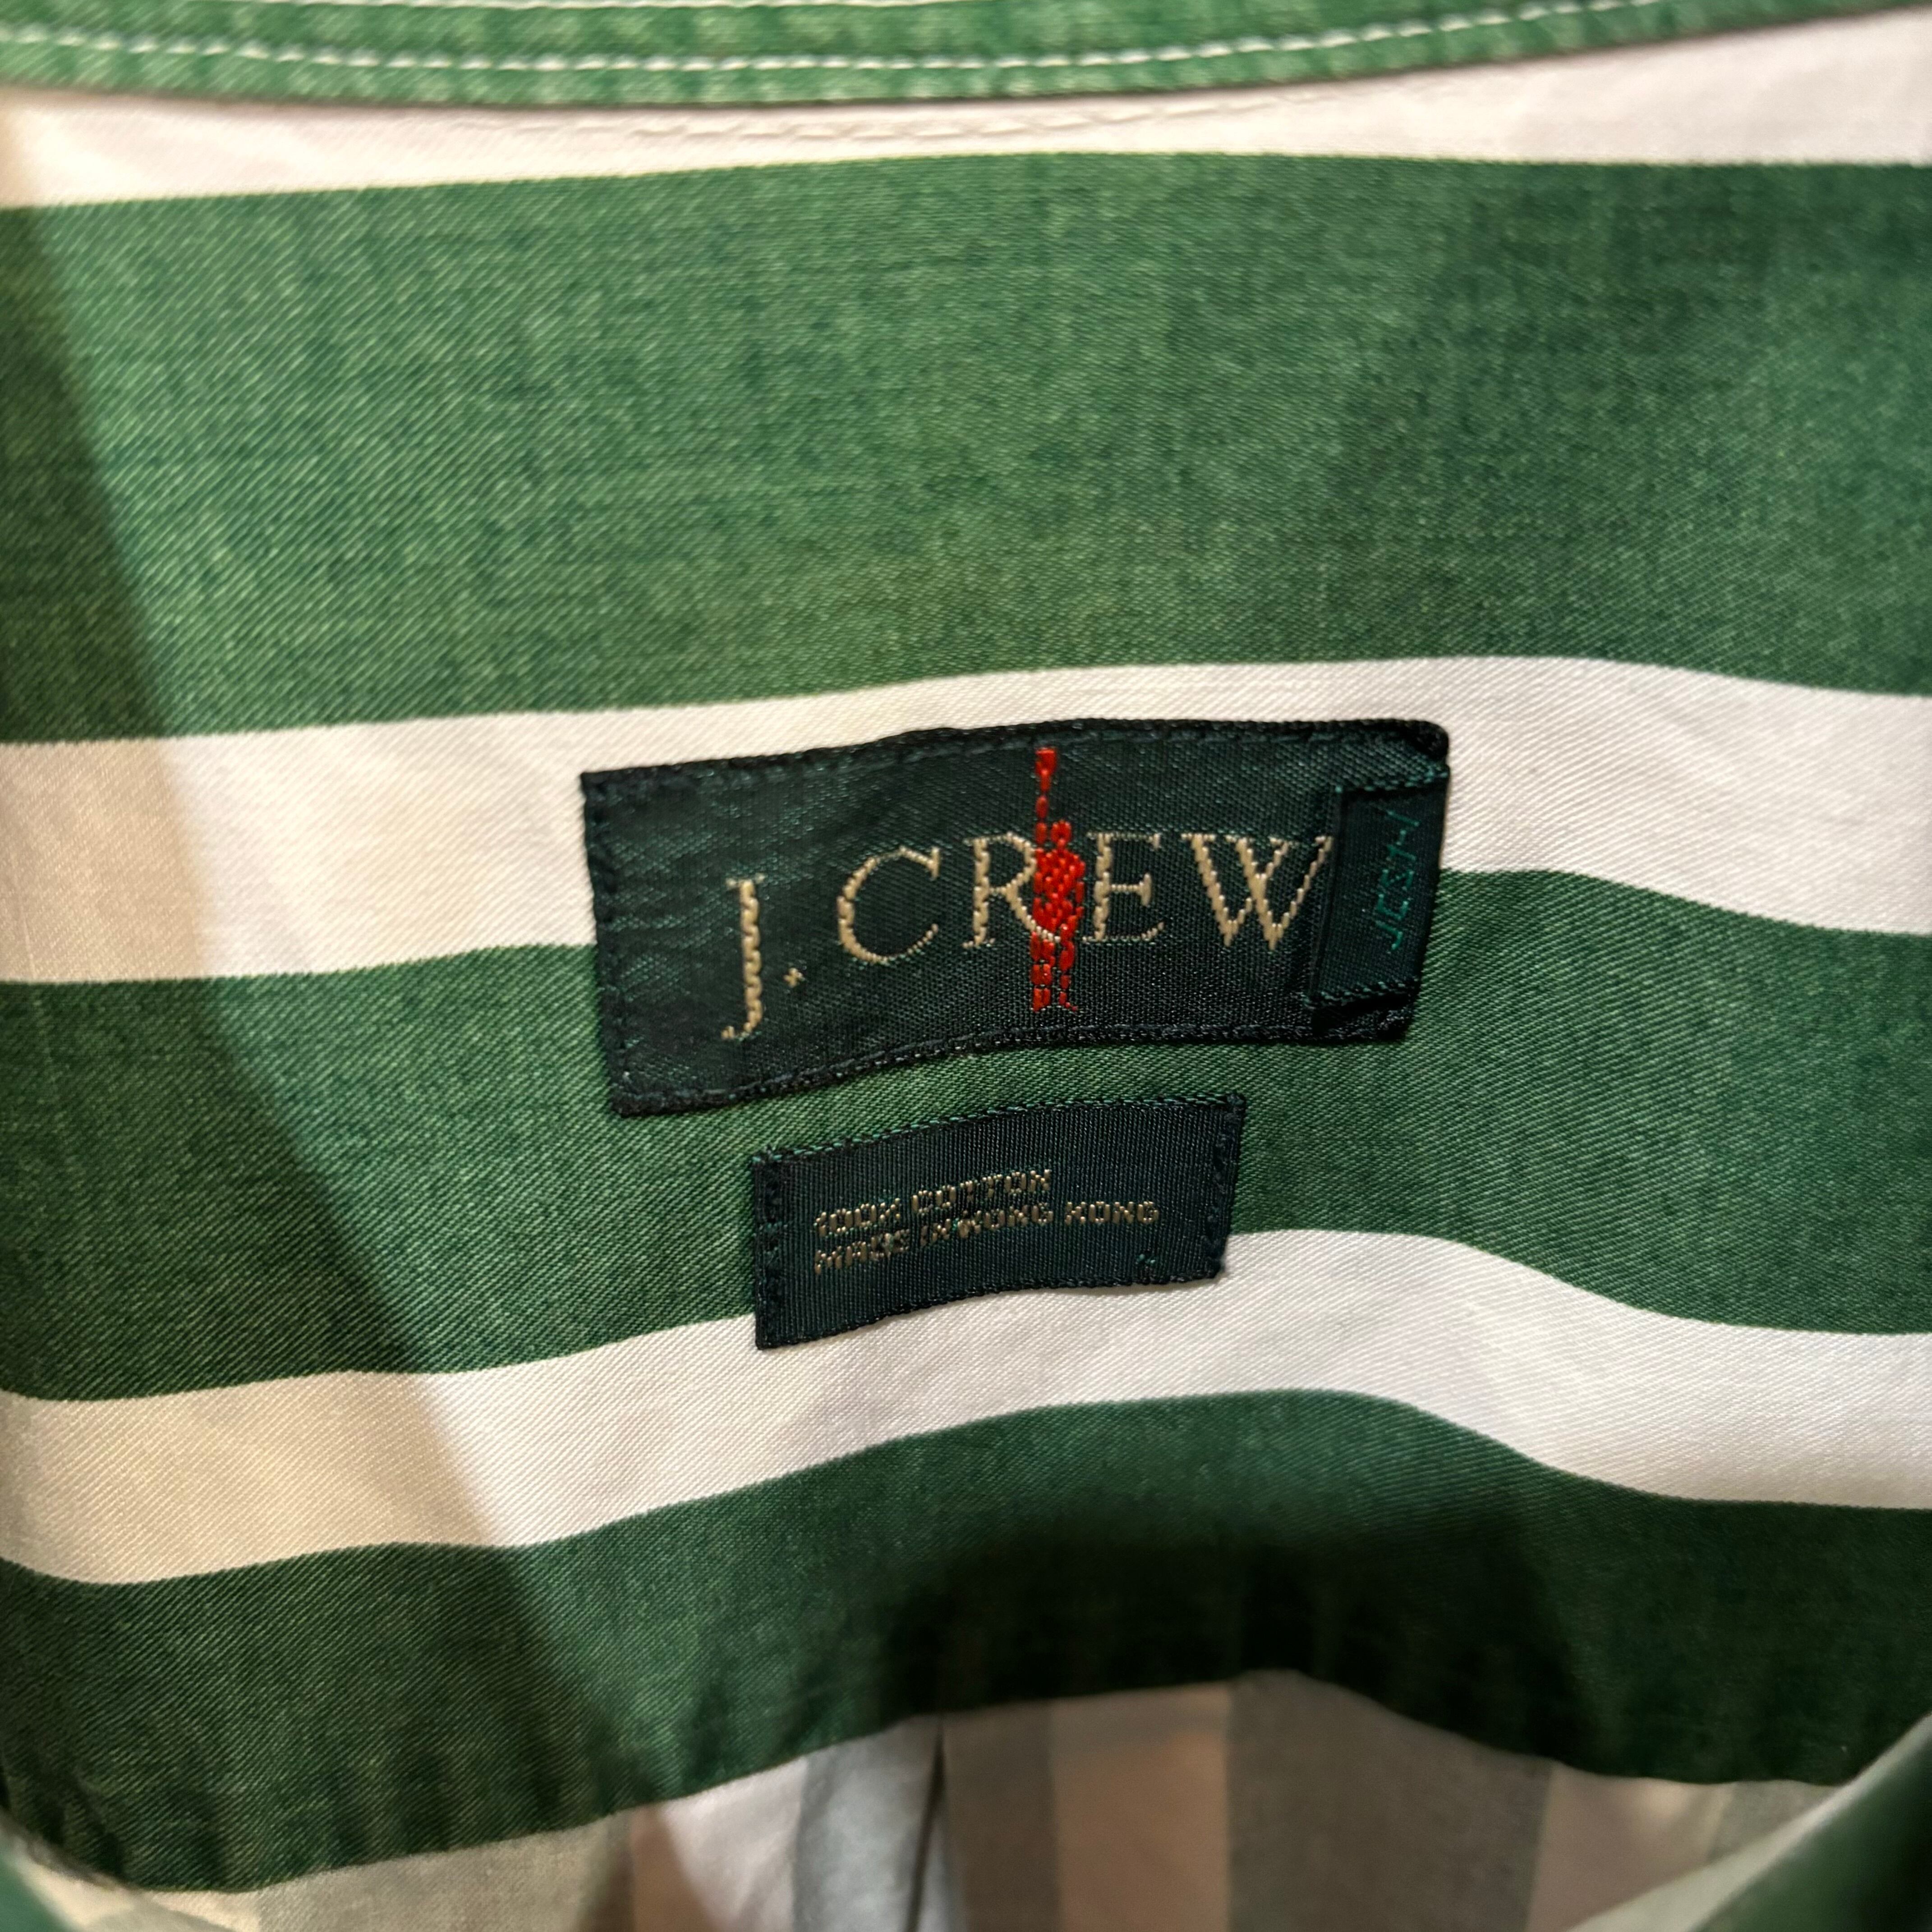 J. CREW
100% COTTON
MADE IN HONG KONG